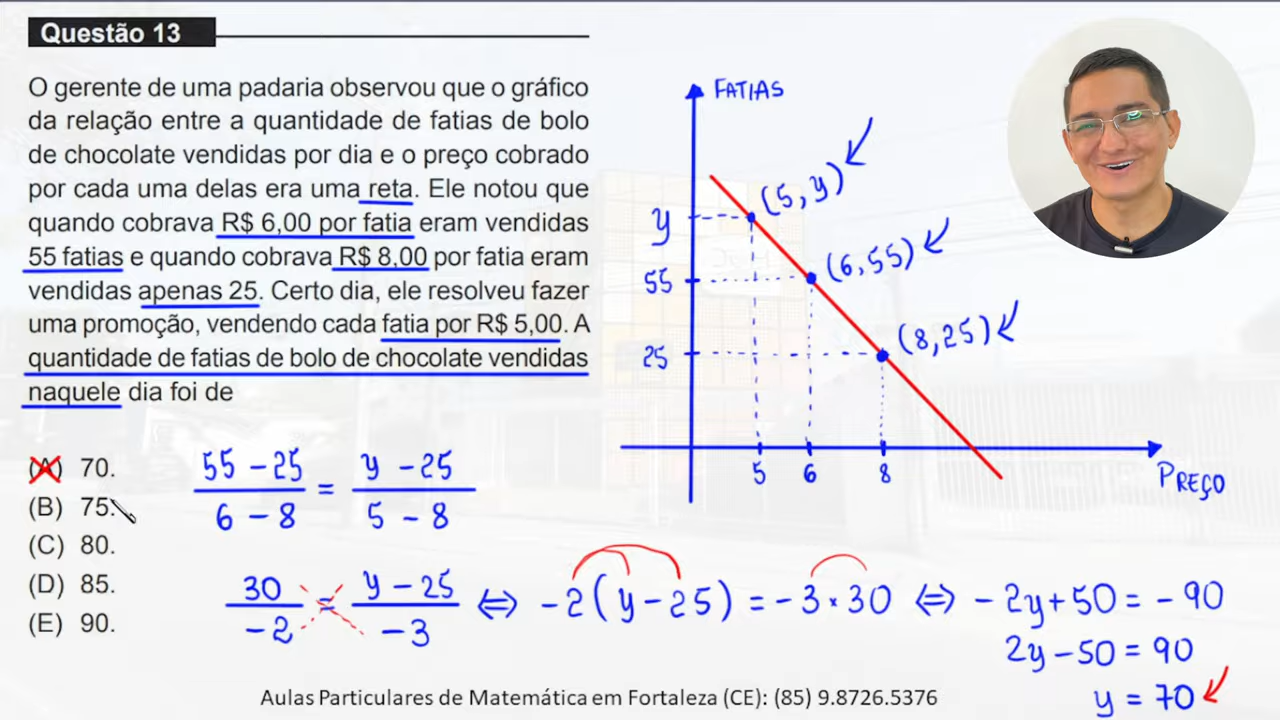 Questão 13
O gerente de uma padaria observou que o gráfico
da relação entre a quantidade de fatias de bolo
de chocolate vendidas por dia e o preço cobrado
por cada uma delas era uma reta. Ele notou que
quando cobrava R$ 6,00 por fatia eram vendidas
55 fatias e quando cobrava R$ 8,00 por fatia eram
vendidas apenas 25. Certo dia, ele resolveu fazer
uma promoção, vendendo cada fatia por R$ 5,00. A
quantidade de fatias de bolo de chocolate vendidas
naquele dia foi de
(A) 70.
(B) 75.
(C) 80.
(D) 85.
(E) 90.
FATIAS
(5, y)
y
(6,55)
55
(8,25)
25
5 6 8
PREÇO
55 - 25 / 6 - 8 = y - 25 / 5 - 8
30 / -2 = y - 25 / -3 ⇔ -2(y-25) = -3 × 30 ⇔ -2y+50 = -90
2y - 50 = 90
y = 70
Aulas Particulares de Matemática em Fortaleza (CE): (85) 9.8726.5376